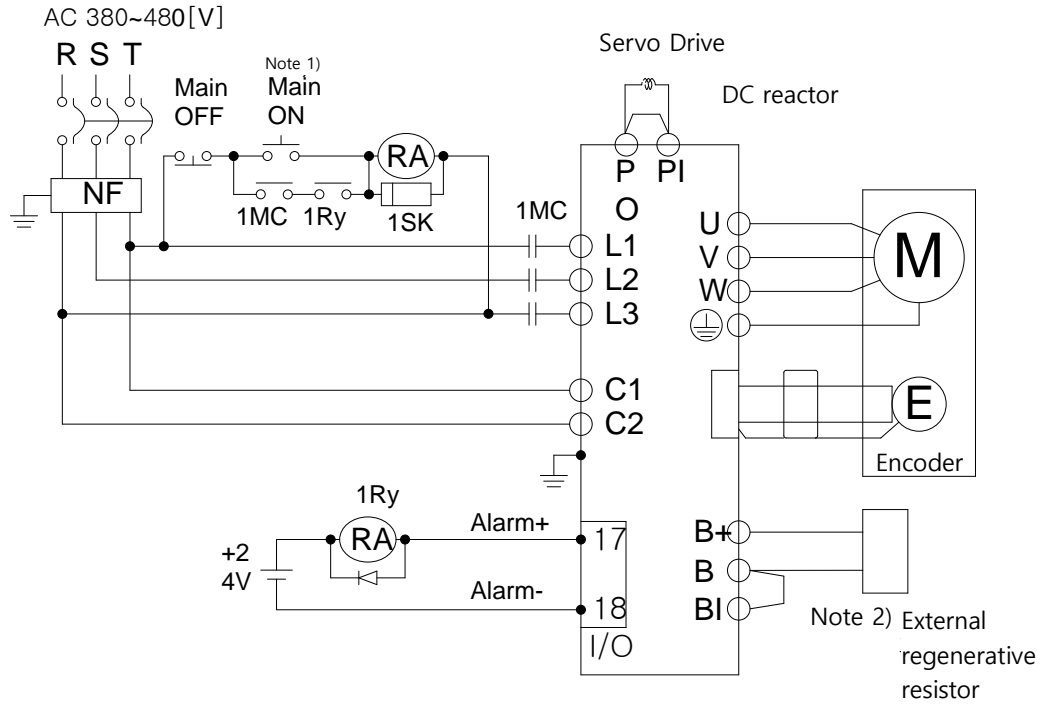 AC 380~480[V]
R S T
Main
OFF
Note 1)
Main
ON
RA
NF
1MC 1Ry
1SK
1MC
Servo Drive
DC reactor
P
O
PI
L1
L2
L3
C1
C2
U
V
W
M
E
Encoder
1Ry
RA
+2
4V
Alarm+
Alarm-
17
18
I/O
B+
B
BI
Note 2) External
regenerative
resistor